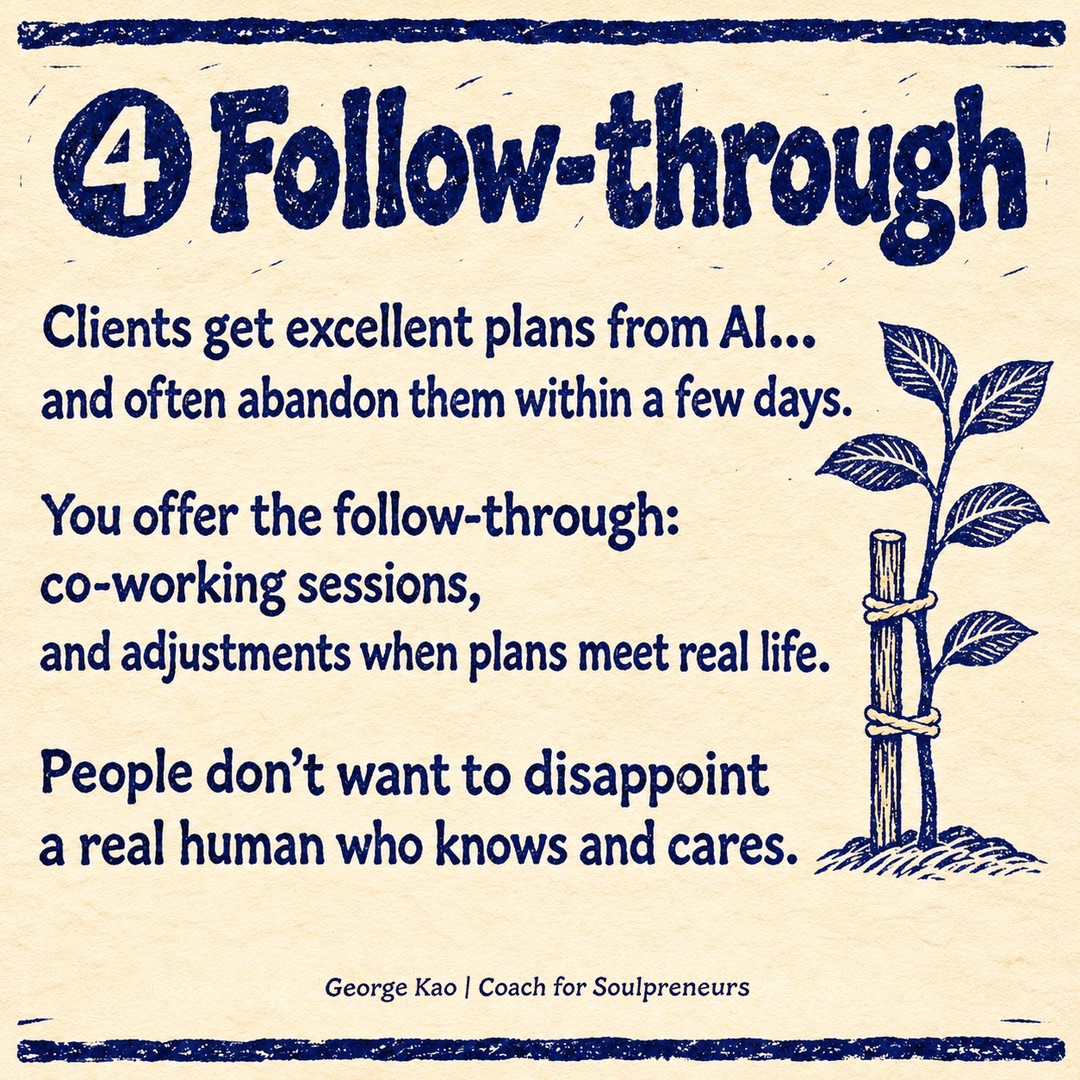 4 Follow-through
Clients get excellent plans from AI...
and often abandon them within a few days.
You offer the follow-through:
co-working sessions,
and adjustments when plans meet real life.
People don’t want to disappoint
a real human who knows and cares.
George Kao | Coach for Soulpreneurs